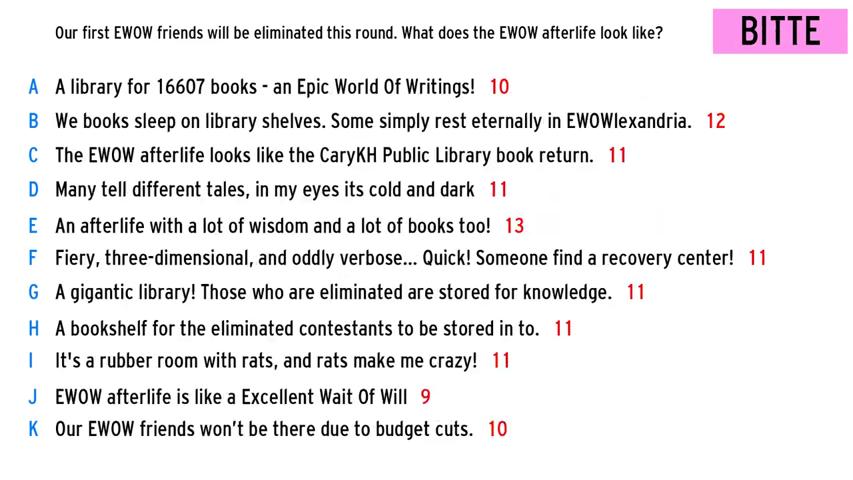 Our first EWOW friends will be eliminated this round. What does the EWOW afterlife look like?
BITTE
A A library for 16607 books - an Epic World Of Writings! 10
B We books sleep on library shelves. Some simply rest eternally in EWOWlexandria. 12
C The EWOW afterlife looks like the CaryKH Public Library book return. 11
D Many tell different tales, in my eyes its cold and dark 11
E An afterlife with a lot of wisdom and a lot of books too! 13
F Fiery, three-dimensional, and oddly verbose... Quick! Someone find a recovery center! 11
G A gigantic library! Those who are eliminated are stored for knowledge. 11
H A bookshelf for the eliminated contestants to be stored in to. 11
I It's a rubber room with rats, and rats make me crazy! 11
J EWOW afterlife is like a Excellent Wait Of Will 9
K Our EWOW friends won’t be there due to budget cuts. 10